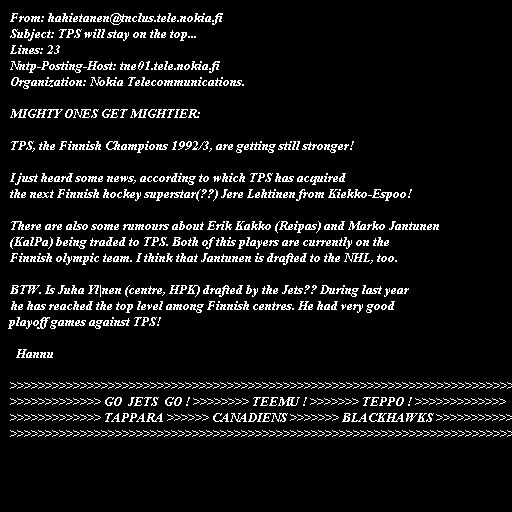 From: hahietanen@tnclus.tele.nokia.fi
Subject: TPS will stay on the top...
Lines: 23
Nntp-Posting-Host: tne01.tele.nokia.fi
Organization: Nokia Telecommunications.

MIGHTY ONES GET MIGHTIER:

TPS, the Finnish Champions 1992/3, are getting still stronger!

I just heard some news, according to which TPS has acquired
the next Finnish hockey superstar(??) Jere Lehtinen from Kiekko-Espoo!

There are also some rumours about Erik Kakko (Reipas) and Marko Jantunen
(KalPa) being traded to TPS. Both of this players are currently on the
Finnish olympic team. I think that Jantunen is drafted to the NHL, too.

BTW. Is Juha Yl|nen (centre, HPK) drafted by the Jets?? During last year
he has reached the top level among Finnish centres. He had very good
playoff games against TPS!

Hannu

>>>>>>>>>>>>>>>>>>>>>>>>>>>>>>>>>>>>>>>>>>>>>>>>>>>>>>>>>>>>>>>>>>>>>>>>
>>>>>>>>>>>>> GO  JETS  GO ! >>>>>>>> TEEMU ! >>>>>>> TEPPO ! >>>>>>>>>>>>>
>>>>>>>>>>>>> TAPPARA >>>>>> CANADIENS >>>>>>> BLACKHAWKS >>>>>>>>>>>
>>>>>>>>>>>>>>>>>>>>>>>>>>>>>>>>>>>>>>>>>>>>>>>>>>>>>>>>>>>>>>>>>>>>>>>>